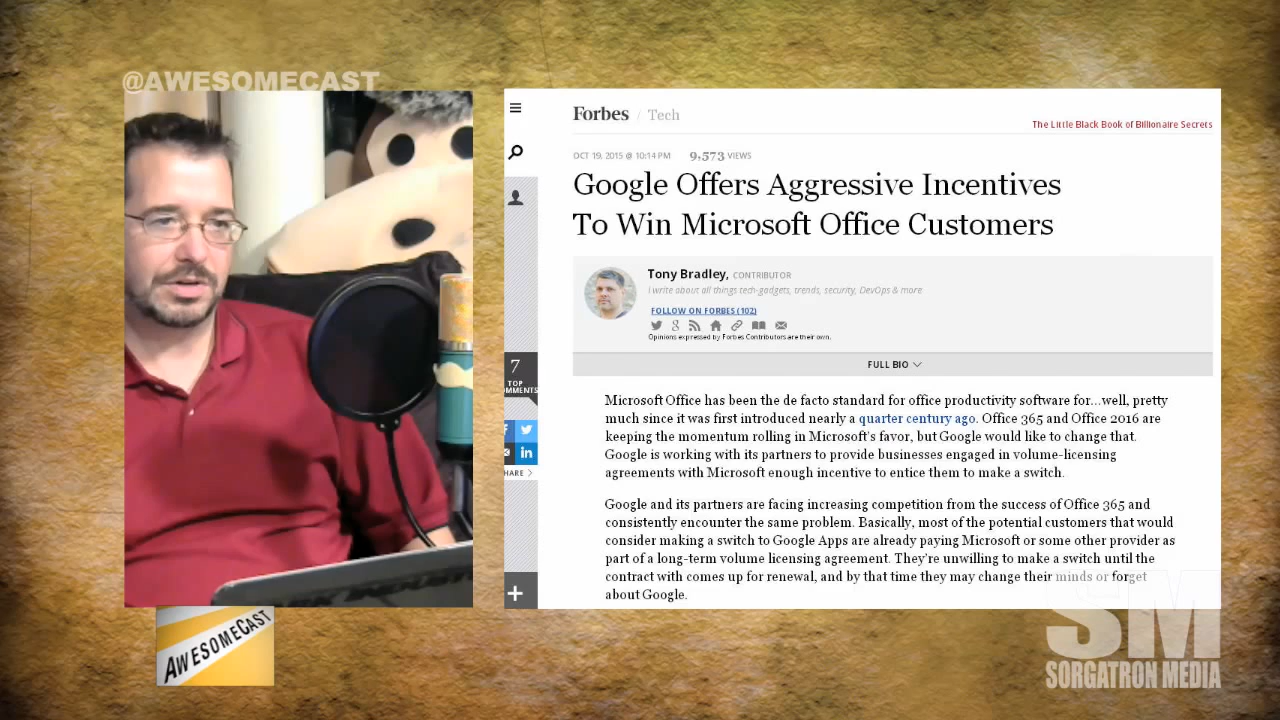 @AWESOMECAST
Forbes / Tech
The Little Black Book of Billionaire Secrets
OCT 19, 2015 @ 10:14 PM 9,573 VIEWS
Google Offers Aggressive Incentives
To Win Microsoft Office Customers
Tony Bradley, CONTRIBUTOR
I write about all things tech-gadgets, trends, security, DevOps & more
FOLLOW ON FORBES (102)
Opinions expressed by Forbes Contributors are their own.
FULL BIO
7
TOP
OMMENTS
HARE >
Microsoft Office has been the de facto standard for office productivity software for...well, pretty
much since it was first introduced nearly a quarter century ago. Office 365 and Office 2016 are
keeping the momentum rolling in Microsoft's favor, but Google would like to change that.
Google is working with its partners to provide businesses engaged in volume-licensing
agreements with Microsoft enough incentive to entice them to make a switch.
Google and its partners are facing increasing competition from the success of Office 365 and
consistently encounter the same problem. Basically, most of the potential customers that would
consider making a switch to Google Apps are already paying Microsoft or some other provider as
part of a long-term volume licensing agreement. They're unwilling to make a switch until the
contract with comes up for renewal, and by that time they may change their minds or forget
about Google.
AWESOMECAST
SM
SORGATRON MEDIA